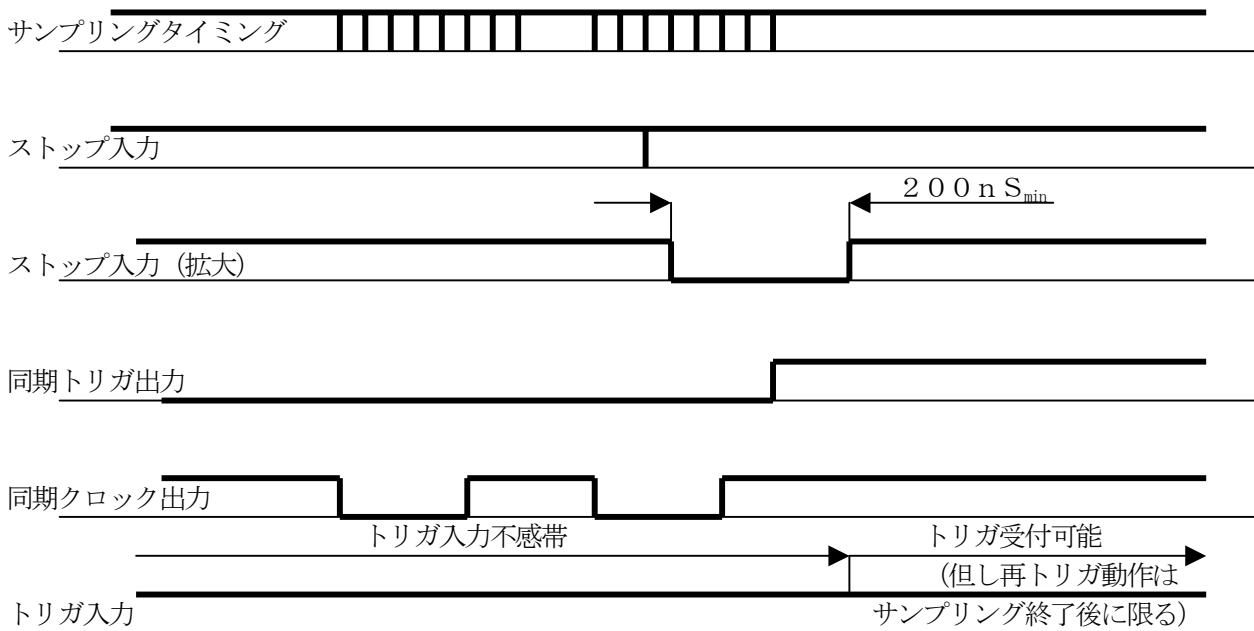 サンプリングタイミング
ストップ入力
２００ｎＳmin
ストップ入力（拡大）
同期トリガ出力
同期クロック出力
トリガ入力不感帯
トリガ受付可能
（但し再トリガ動作は
トリガ入力
サンプリング終了後に限る）